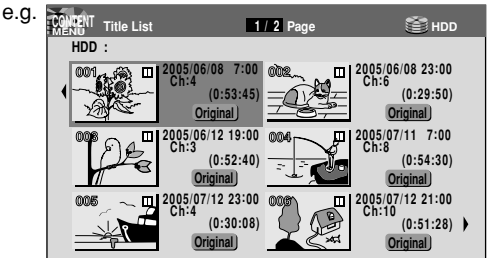 e.g.
CONTENT MENU Title List 1 / 2 Page HDD
HDD :
001 2005/06/08 7:00
Ch:4
(0:53:45)
Original
002 2005/06/08 23:00
Ch:6
(0:29:50)
Original
003 2005/06/12 19:00
Ch:3
(0:52:40)
Original
004 2005/07/11 7:00
Ch:8
(0:54:30)
Original
005 2005/07/12 23:00
Ch:4
(0:30:08)
Original
006 2005/07/12 21:00
Ch:10
(0:51:28)
Original